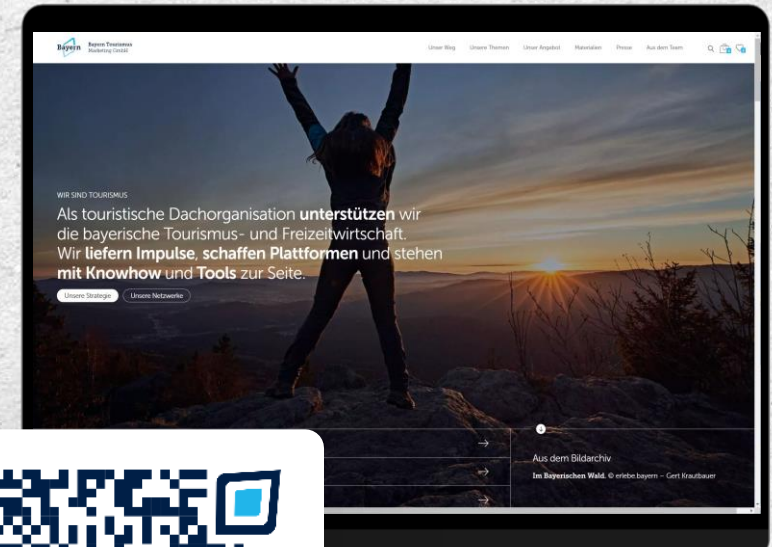 Bayern
Bayern Tourismus
Marketing GmbH
Unser Blog
Unsere Themen
Unser Angebot
Materialien
Presse
Aus dem Team
WIR SIND TOURISMUS
Als touristische Dachorganisation unterstützen wir
die bayerische Tourismus- und Freizeitwirtschaft.
Wir liefern Impulse, schaffen Plattformen und stehen
mit Knowhow und Tools zur Seite.
Unsere Strategie
Unsere Netzwerke
Aus dem Bildarchiv
Im Bayerischen Wald. © erlebe.bayern – Gert Krautbauer